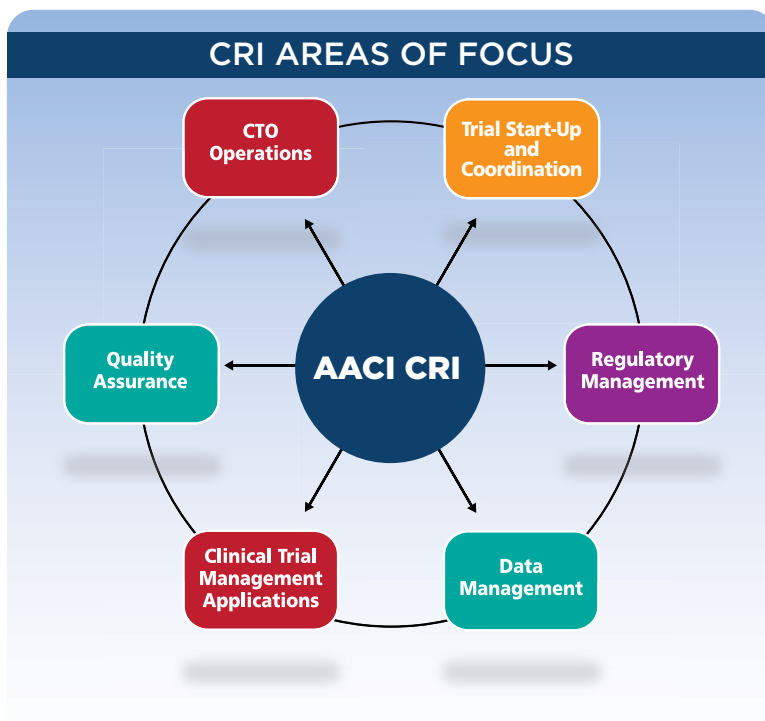 CRI AREAS OF FOCUS
CTO
Operations
Trial Start-Up
and
Coordination
Quality
Assurance
AACI CRI
Regulatory
Management
Clinical Trial
Management
Applications
Data
Management